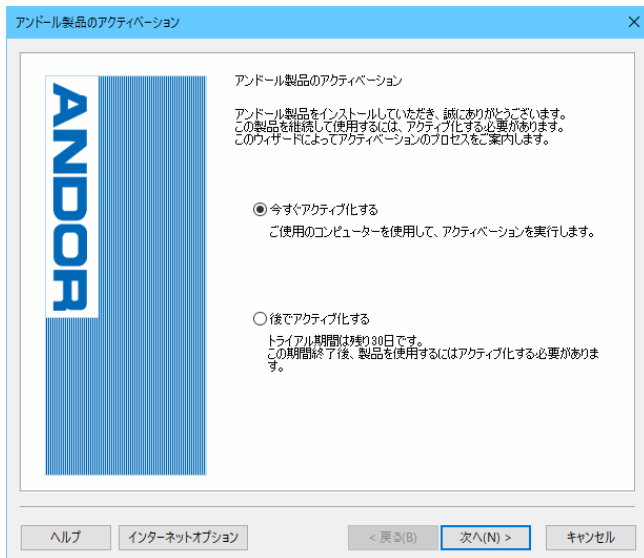 アンドール製品のアクティベーション
ANDOR
アンドール製品のアクティベーション
アンドール製品をインストールしていただき、誠にありがとうございます。
この製品を継続して使用するには、アクティブ化する必要があります。
このウィザードによってアクティベーションのプロセスをご案内します。
今すぐアクティブ化する
ご使用のコンピューターを使用して、アクティベーションを実行します。
後でアクティブ化する
トライアル期間は残り30日です。
この期間終了後、製品を使用するにはアクティブ化する必要がありま
す。
ヘルプ
インターネットオプション
< 戻る(B)
次へ(N) >
キャンセル